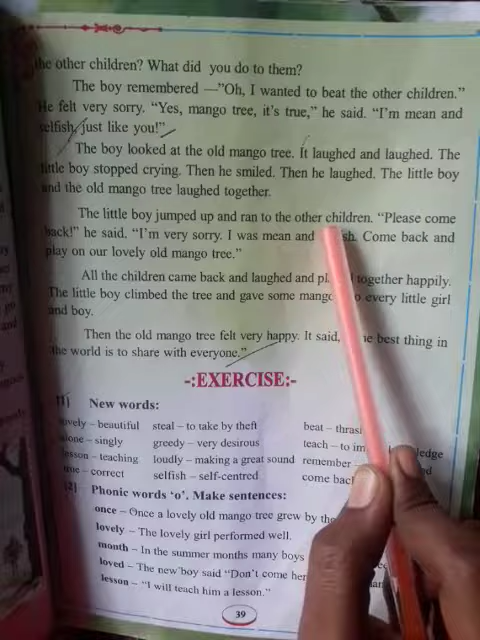 the other children? What did you do to them?
The boy remembered —"Oh, I wanted to beat the other children."
He felt very sorry. "Yes, mango tree, it's true," he said. "I'm mean and
selfish, just like you!"
The boy looked at the old mango tree. It laughed and laughed. The
little boy stopped crying. Then he smiled. Then he laughed. The little boy
and the old mango tree laughed together.
The little boy jumped up and ran to the other children. "Please come
back!" he said. "I'm very sorry. I was mean and Come back and
play on our lovely old mango tree."
All the children came back and laughed and together happily.
The little boy climbed the tree and gave some every little girl
and boy.
Then the old mango tree felt very happy. It said, best thing in
the world is to share with everyone."
-:EXERCISE:-
(1) New words:
lovely – beautiful steal – to take by theft beat –
alone – singly greedy – very desirous teach – to
lesson – teaching loudly – making a great sound remember –
true – correct selfish – self-centred come
(2) Phonic words 'o'. Make sentences:
once – Once a lovely old mango tree grew by
lovely – The lovely girl performed well.
month – In the summer months many boys
loved – The new boy said "Don't come
lesson – "I will teach him a lesson."
39